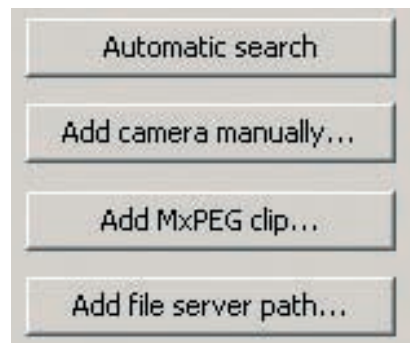 Automatic search
Add camera manually...
Add MxPEG clip...
Add file server path...